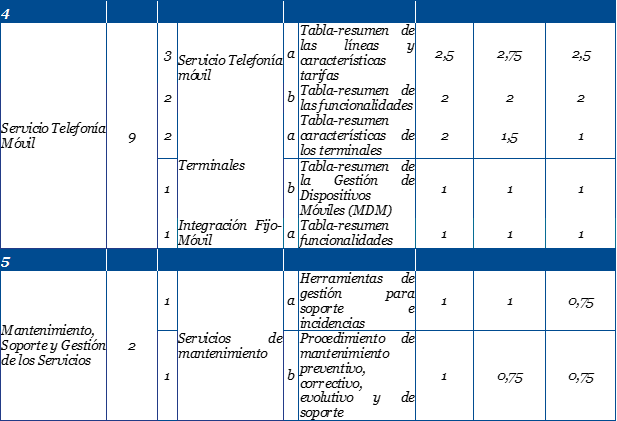 4
Servicio Telefonía
Móvil
9
3
Servicio Telefonía
móvil
a
Tabla-resumen de
las líneas y
características
tarifas
2,5
2,75
2,5
2
b
Tabla-resumen de
las funcionalidades
2
2
2
2
Terminales
a
Tabla-resumen
características de
los terminales
2
1,5
1
1
b
Tabla-resumen de
la Gestión de
Dispositivos
Móviles (MDM)
1
1
1
1
Integración Fijo-
Móvil
a
Tabla-resumen
funcionalidades
1
1
1
5
Mantenimiento,
Soporte y Gestión
de los Servicios
2
1
Servicios de
mantenimiento
a
Herramientas de
gestión para
soporte e
incidencias
1
1
0,75
1
b
Procedimiento de
mantenimiento
preventivo,
correctivo,
evolutivo y de
soporte
1
0,75
0,75